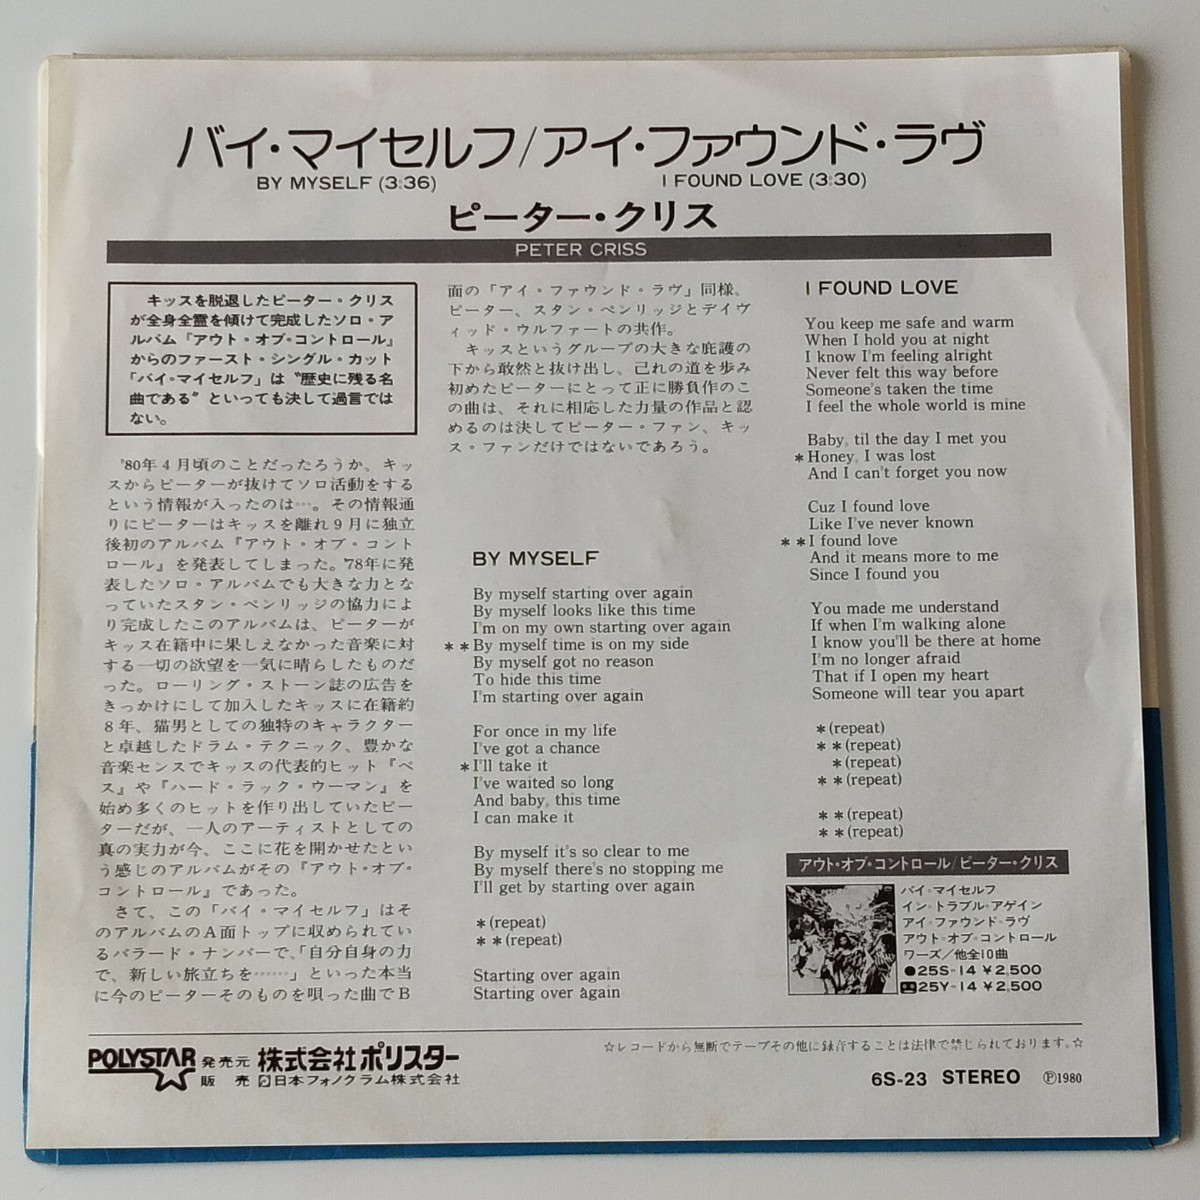 バイ・マイセルフ/アイ・ファウンド・ラヴ
BY MYSELF (3:36) I FOUND LOVE (3:30)
ピーター・クリス
PETER CRISS
キッスを脱退したピーター・クリス
が全身全霊を傾けて完成したソロ・ア
ルバム『アウト・オブ・コントロール』
からのファースト・シングル・カット
「バイ・マイセルフ」は〝歴史に残る名
曲である〟といっても決して過言では
ない。
'80年4月頃のことだったろうか、キッ
スからピーターが抜けてソロ活動をする
という情報が入ったのは…。その情報通
りにピーターはキッスを離れ9月に独立
後初のアルバム『アウト・オブ・コント
ロール』を発表してしまった。'78年に発
表したソロ・アルバムでも大きな力とな
っていたスタン・ペンリッジの協力によ
り完成したこのアルバムは、ピーターが
キッス在籍中に果しえなかった音楽に対
する一切の欲望を一気に晴らしたものだ
った。ローリング・ストーン誌の広告を
きっかけにして加入したキッスに在籍約
8年、猫男としての独特のキャラクター
と卓越したドラム・テクニック、豊かな
音楽センスでキッスの代表的ヒット『ベ
ス』や『ハード・ラック・ウーマン』を
始め多くのヒットを作り出していたピー
ターだが、一人のアーティストとしての
真の実力が今、ここに花を開かせたとい
う感じのアルバムがその『アウト・オブ・
コントロール』であった。
さて、この「バイ・マイセルフ」はそ
のアルバムのA面トップに収められてい
るバラード・ナンバーで、「自分自身の力
で、新しい旅立ちを……」といった本当
に今のピーターそのものを唄った曲でB
面の「アイ・ファウンド・ラヴ」同様、
ピーター、スタン・ペンリッジとデイヴ
ィッド・ウルファートの共作。
キッスというグループの大きな庇護の
下から敢然と抜け出し、己れの道を歩み
初めたピーターにとって正に勝負作のこ
の曲は、それに相応した力量の作品と認
めるのは決してピーター・ファン、キッ
ス・ファンだけではないであろう。
BY MYSELF
By myself starting over again
By myself looks like this time
I'm on my own starting over again
**By myself time is on my side
By myself got no reason
To hide this time
I'm starting over again
For once in my life
I've got a chance
*I'll take it
I've waited so long
And baby, this time
I can make it
By myself it's so clear to me
By myself there's no stopping me
I'll get by starting over again
*(repeat)
**(repeat)
Starting over again
Starting over again
I FOUND LOVE
You keep me safe and warm
When I hold you at night
I know I'm feeling alright
Never felt this way before
Someone's taken the time
I feel the whole world is mine
Baby, til the day I met you
*Honey, I was lost
And I can't forget you now
Cuz I found love
Like I've never known
**I found love
And it means more to me
Since I found you
You made me understand
If when I'm walking alone
I know you'll be there at home
I'm no longer afraid
That if I open my heart
Someone will tear you apart
*(repeat)
**(repeat)
*(repeat)
**(repeat)
**(repeat)
**(repeat)
アウト・オブ・コントロール/ピーター・クリス
バイ・マイセルフ
イン・トラブル・アゲイン
アイ・ファウンド・ラヴ
アウト・オブ・コントロール
ワーズ/他全10曲
●25S-14 ¥2,500
25Y-14 ¥2,500
POLYSTAR 発売元 株式会社ポリスター
販売 日本フォノグラム株式会社
☆レコードから無断でテープその他に録音することは法律で禁じられております。☆
6S-23 STEREO Ⓟ1980